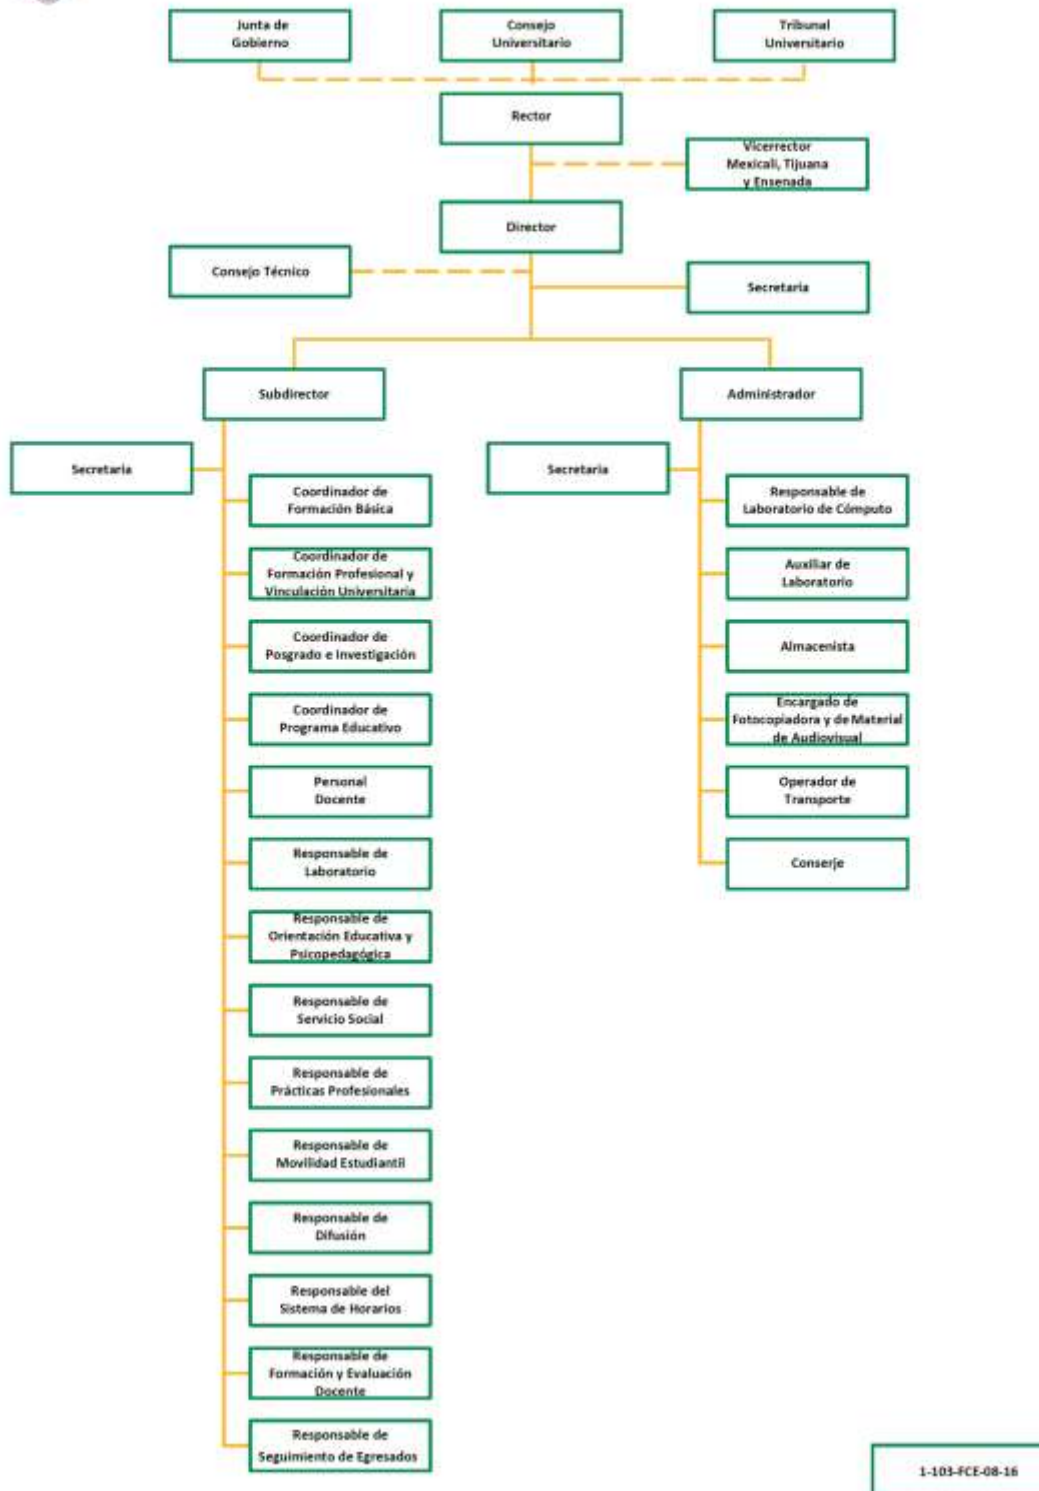 Junta de
Gobierno
Consejo
Universitario
Tribunal
Universitario
Rector
Vicerrector
Mexicali, Tijuana
y Ensenada
Director
Consejo Técnico
Secretaria
Subdirector
Administrador
Secretaria
Secretaria
Coordinador de
Formación Básica
Coordinador de
Formación Profesional y
Vinculación Universitaria
Coordinador de
Posgrado e Investigación
Coordinador de
Programa Educativo
Personal
Docente
Responsable de
Laboratorio
Responsable de
Orientación Educativa y
Psicopedagógica
Responsable de
Servicio Social
Responsable de
Prácticas Profesionales
Responsable de
Movilidad Estudiantil
Responsable de
Difusión
Responsable del
Sistema de Horarios
Responsable de
Formación y Evaluación
Docente
Responsable de
Seguimiento de Egresados
Responsable de
Laboratorio de Cómputo
Auxiliar de
Laboratorio
Almacenista
Encargado de
Fotocopiadora y de Material
de Audiovisual
Operador de
Transporte
Conserje
1-103-FCE-08-16